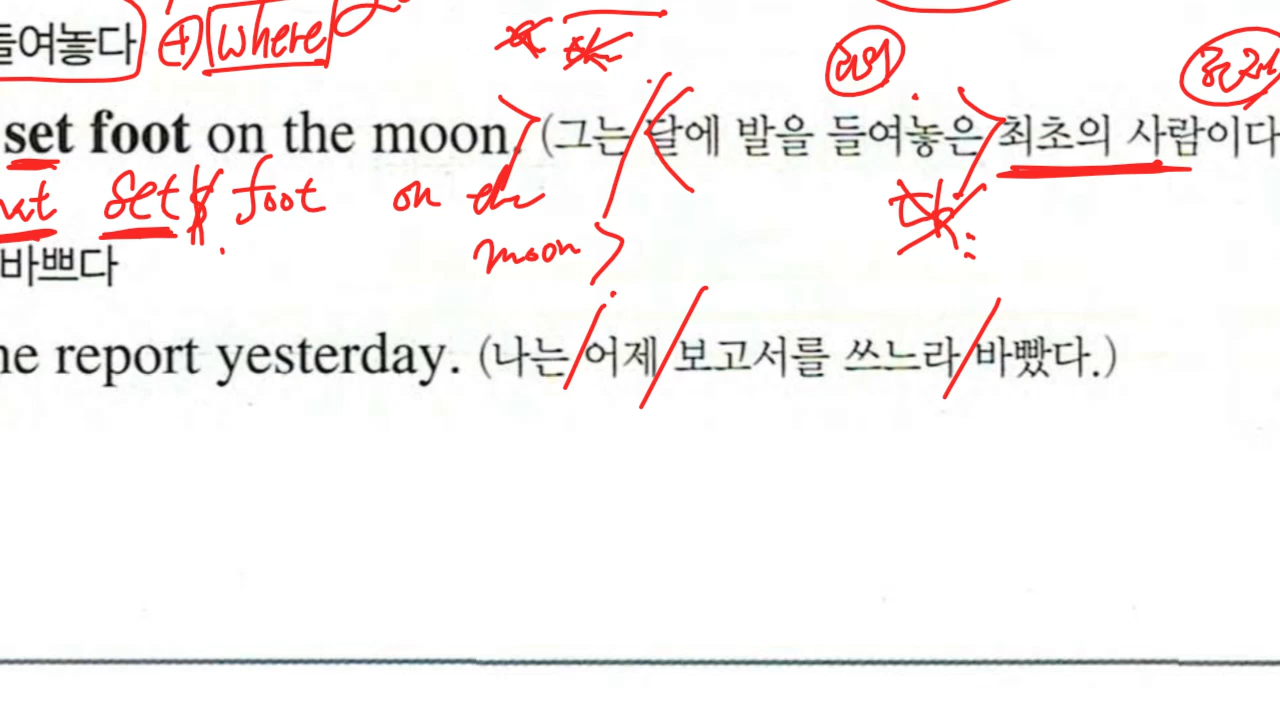 들여놓다 + where
set foot on the moon. (그는 달에 발을 들여놓은 최초의 사람이다
set foot on the
moon
바쁘다
he report yesterday. (나는 어제 보고서를 쓰느라 바빴다.)